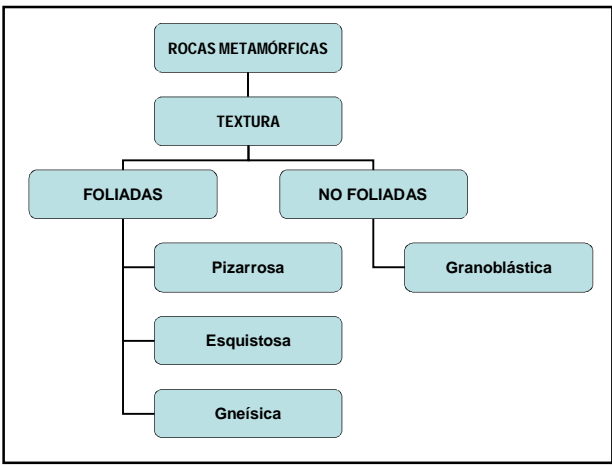 ROCAS METAMÓRFICAS
TEXTURA
FOLIADAS
NO FOLIADAS
Pizarrosa
Granoblástica
Esquistosa
Gneísica